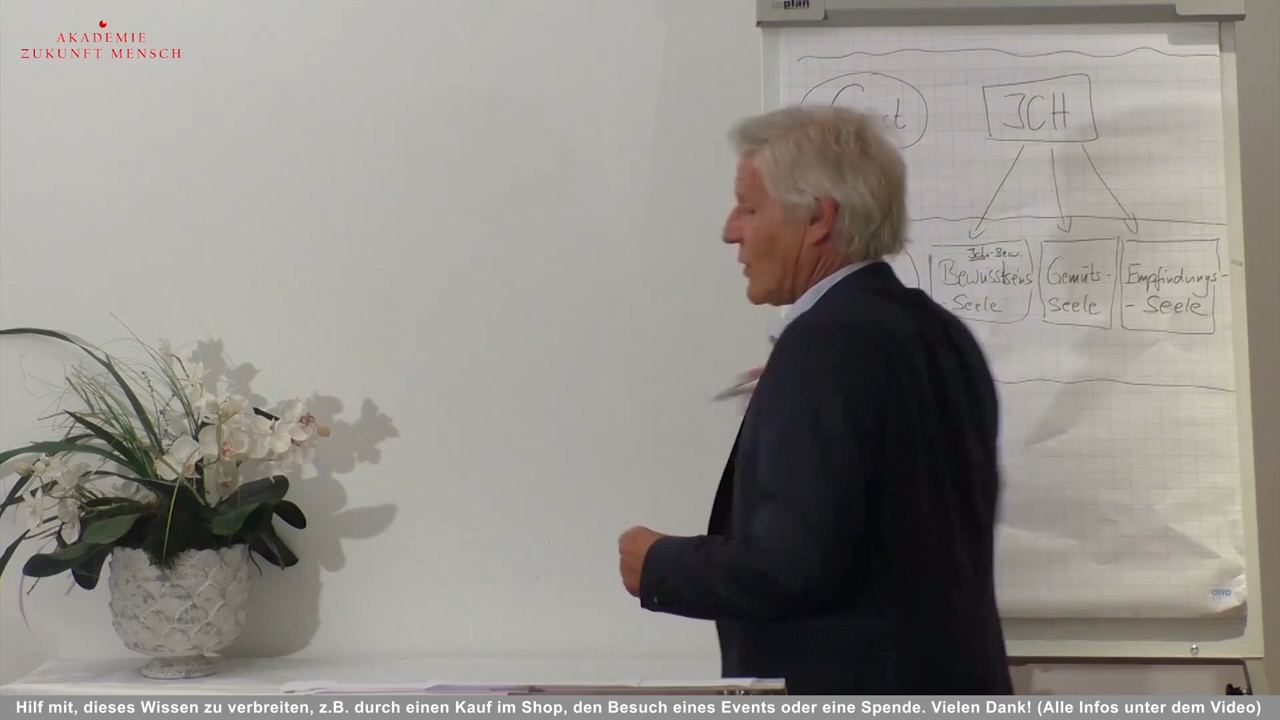 AKADEMIE
ZUKUNFT MENSCH
plan
ICH
Ich-Bew.
Bewusstseins
Seele
Gemüts-
Seele
Empfindungs-
- Seele
Hilf mit, dieses Wissen zu verbreiten, z.B. durch einen Kauf im Shop, den Besuch eines Events oder eine Spende. Vielen Dank! (Alle Infos unter dem Video)